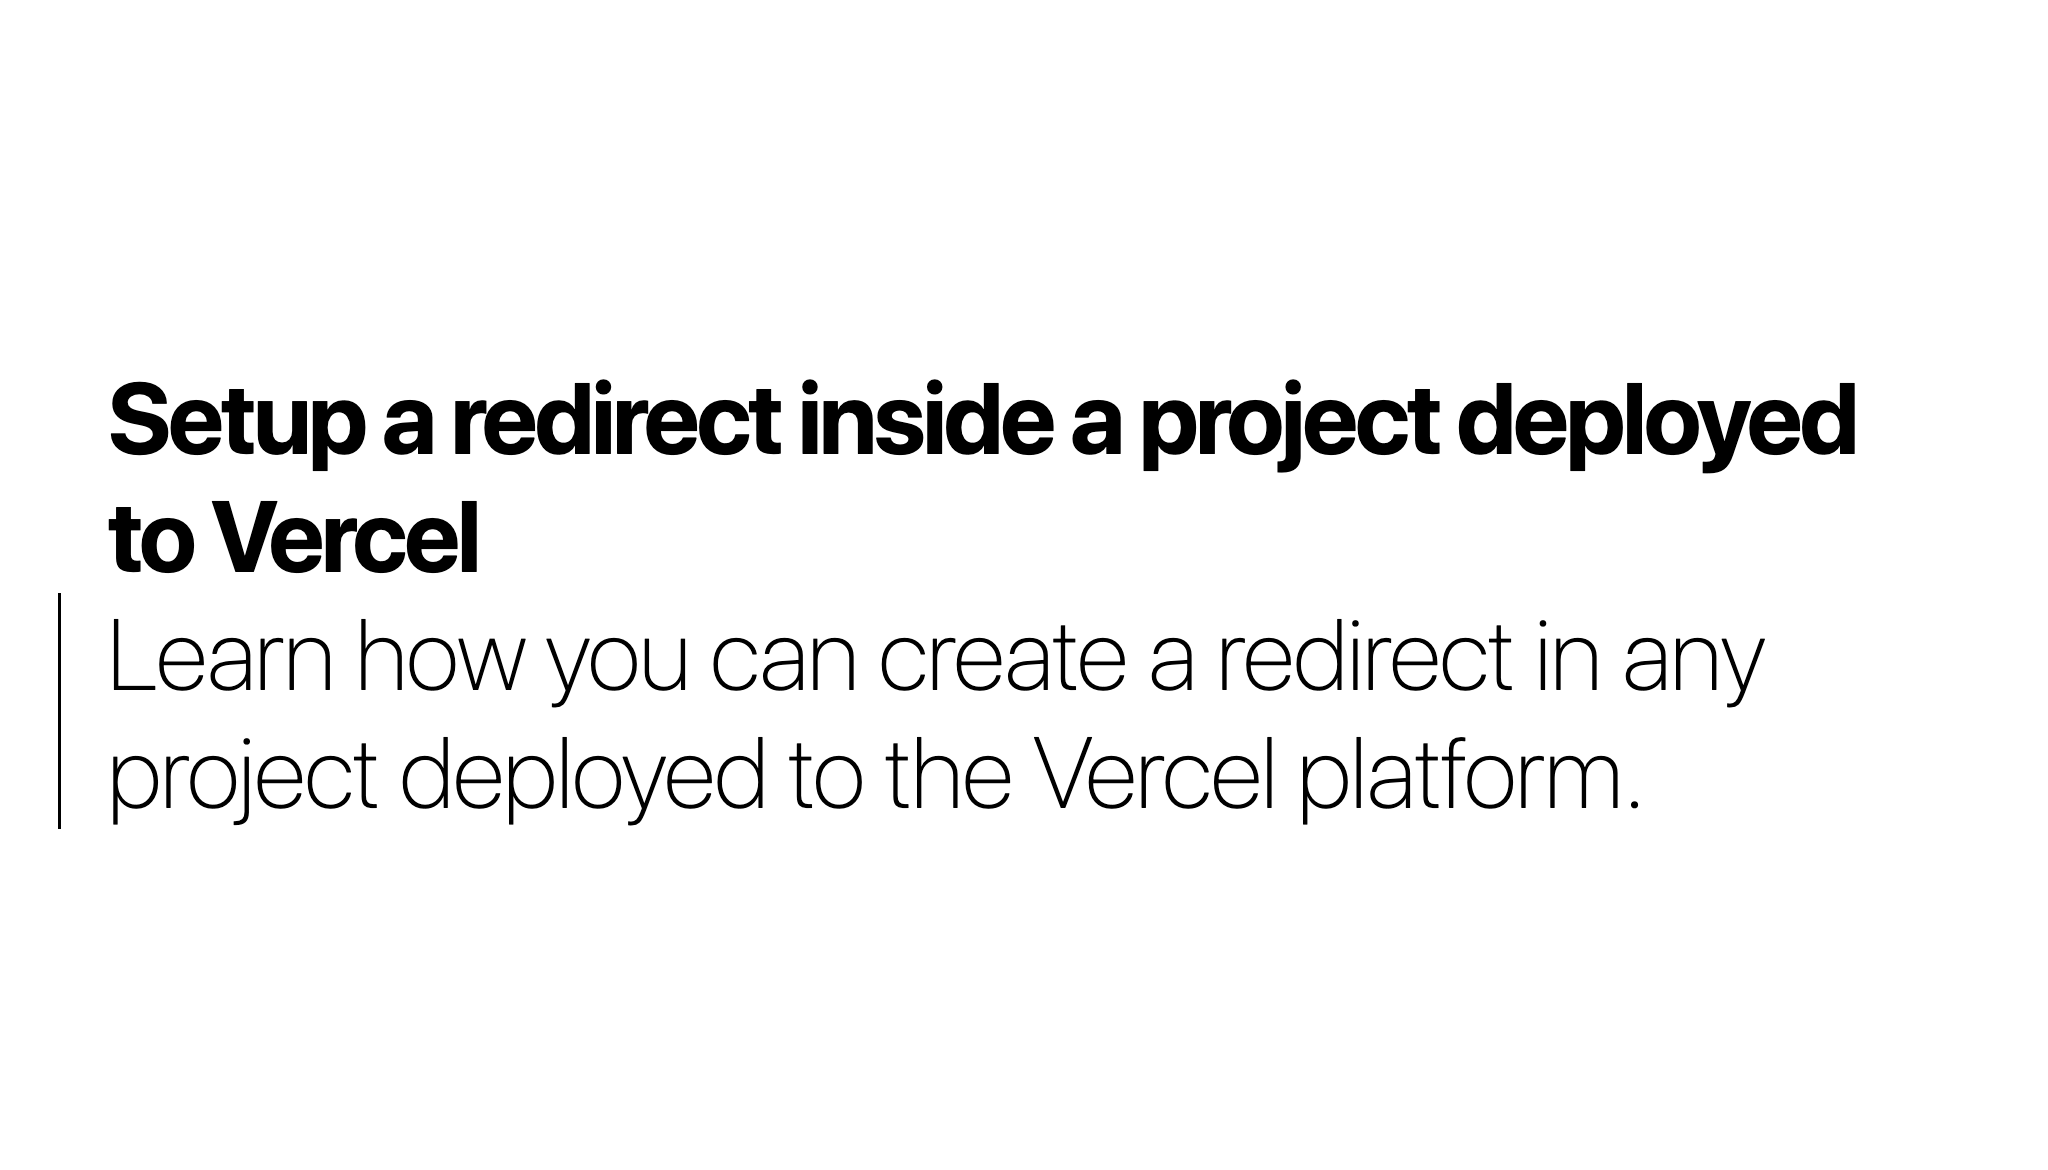 Setup a redirect inside a project deployed
to Vercel
Learn how you can create a redirect in any
project deployed to the Vercel platform.